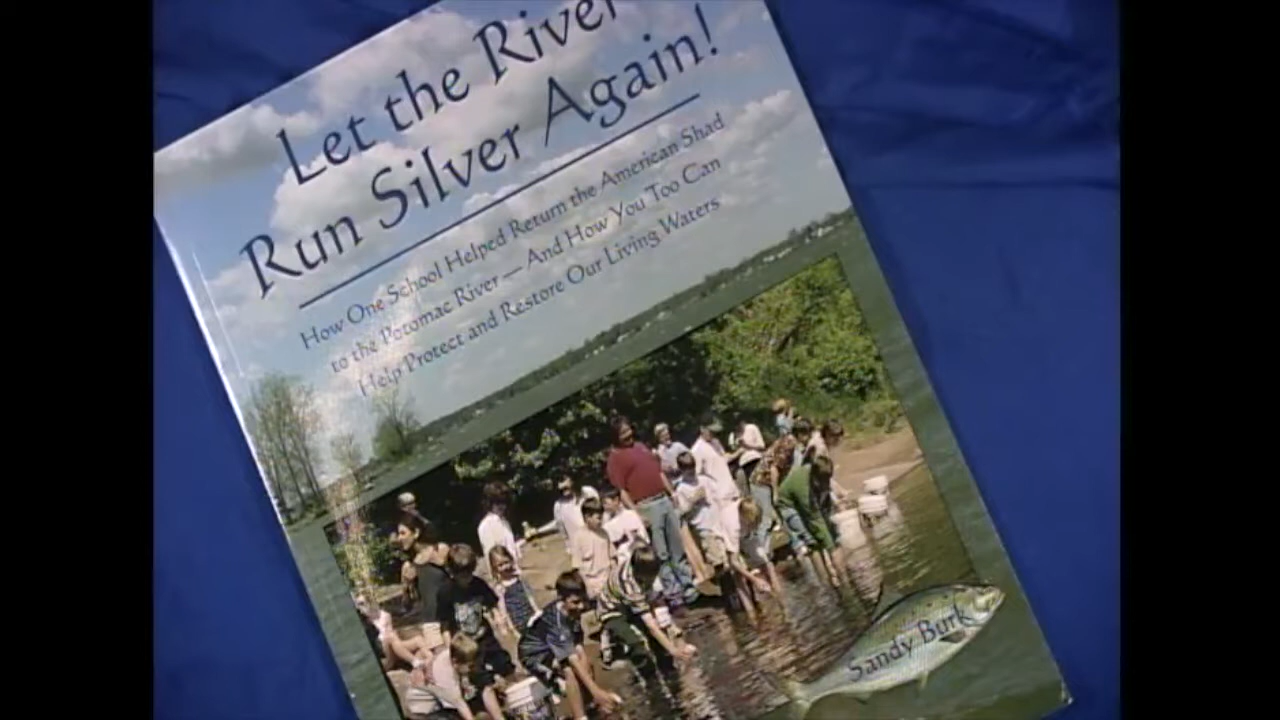 Let the River
Run Silver Again!
How One School Helped Return the American Shad
to the Potomac River — And How You Too Can
Help Protect and Restore Our Living Waters
Sandy Burk